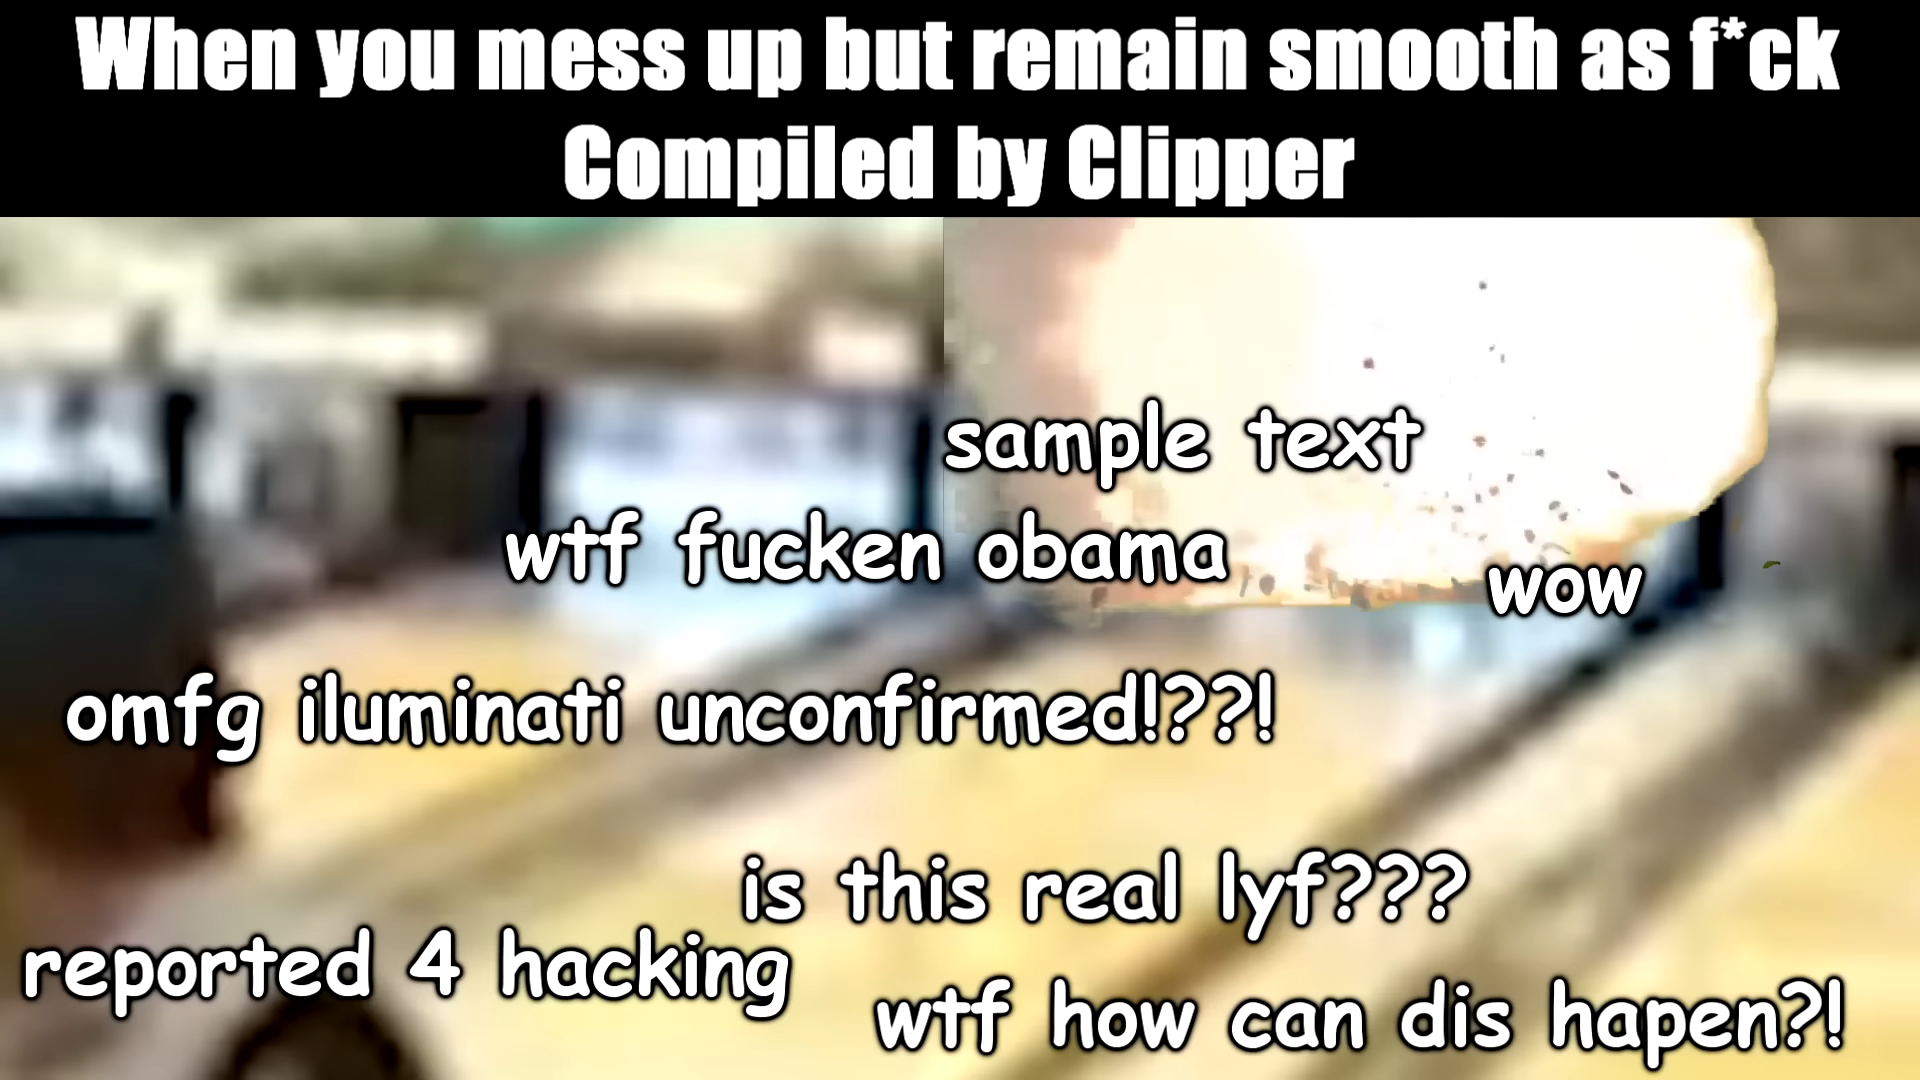 When you mess up but remain smooth as f*ck
Compiled by Clipper
sample text
wtf fucken obama
wow
omfg iluminati unconfirmed!??!
is this real lyf???
reported 4 hacking
wtf how can dis hapen?!